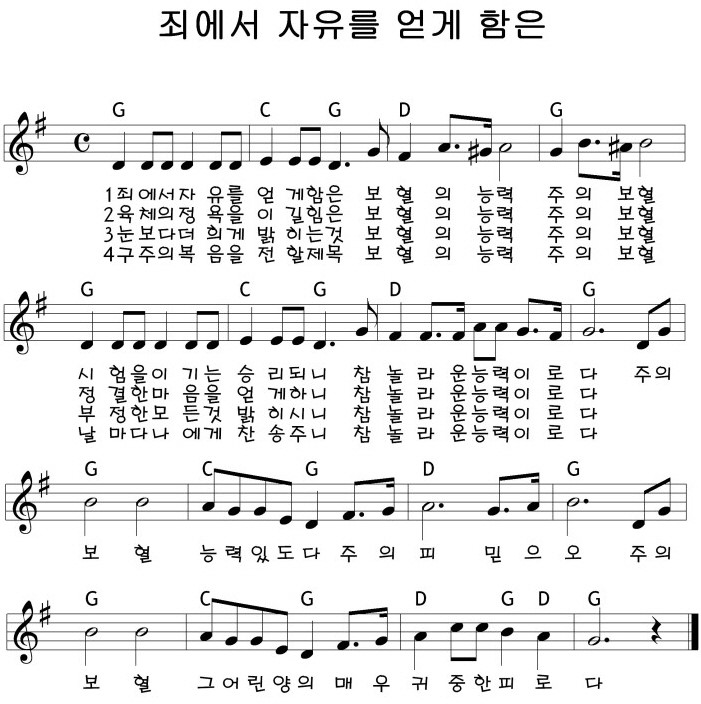 죄에서 자유를 얻게 함은
G C G D G
1죄에서자 유를 얻 게함은 보 혈 의 능력 주 의 보혈
2육체의정 욕을 이 길힘은 보 혈 의 능력 주 의 보혈
3눈보다더 희게 밝 히는것 보 혈 의 능력 주 의 보혈
4구주의복 음을 전 할제목 보 혈 의 능력 주 의 보혈
G C G D G
시 험을이 기는 승 리되니 참 놀 라 운능력이 로 다 주의
정 결한마 음을 얻 게하니 참 놀 라 운능력이 로 다
부 정한모 든것 밝 히시니 참 놀 라 운능력이 로 다
날 마다나 에게 찬 송주니 참 놀 라 운능력이 로 다
G C G D G
보 혈 능력있도다 주 의 피 믿 으 오 주의
G C G D G D G
보 혈 그어린양의 매 우 귀 중한피로 다